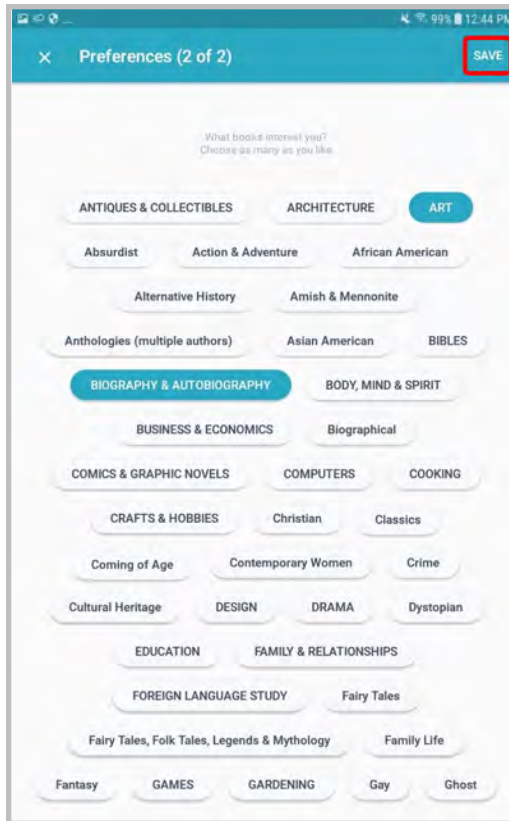 99% 12:44 PM
× Preferences (2 of 2) SAVE
What books interest you?
Choose as many as you like.
ANTIQUES & COLLECTIBLES ARCHITECTURE ART
Absurdist Action & Adventure African American
Alternative History Amish & Mennonite
Anthologies (multiple authors) Asian American BIBLES
BIOGRAPHY & AUTOBIOGRAPHY BODY, MIND & SPIRIT
BUSINESS & ECONOMICS Biographical
COMICS & GRAPHIC NOVELS COMPUTERS COOKING
CRAFTS & HOBBIES Christian Classics
Coming of Age Contemporary Women Crime
Cultural Heritage DESIGN DRAMA Dystopian
EDUCATION FAMILY & RELATIONSHIPS
FOREIGN LANGUAGE STUDY Fairy Tales
Fairy Tales, Folk Tales, Legends & Mythology Family Life
Fantasy GAMES GARDENING Gay Ghost